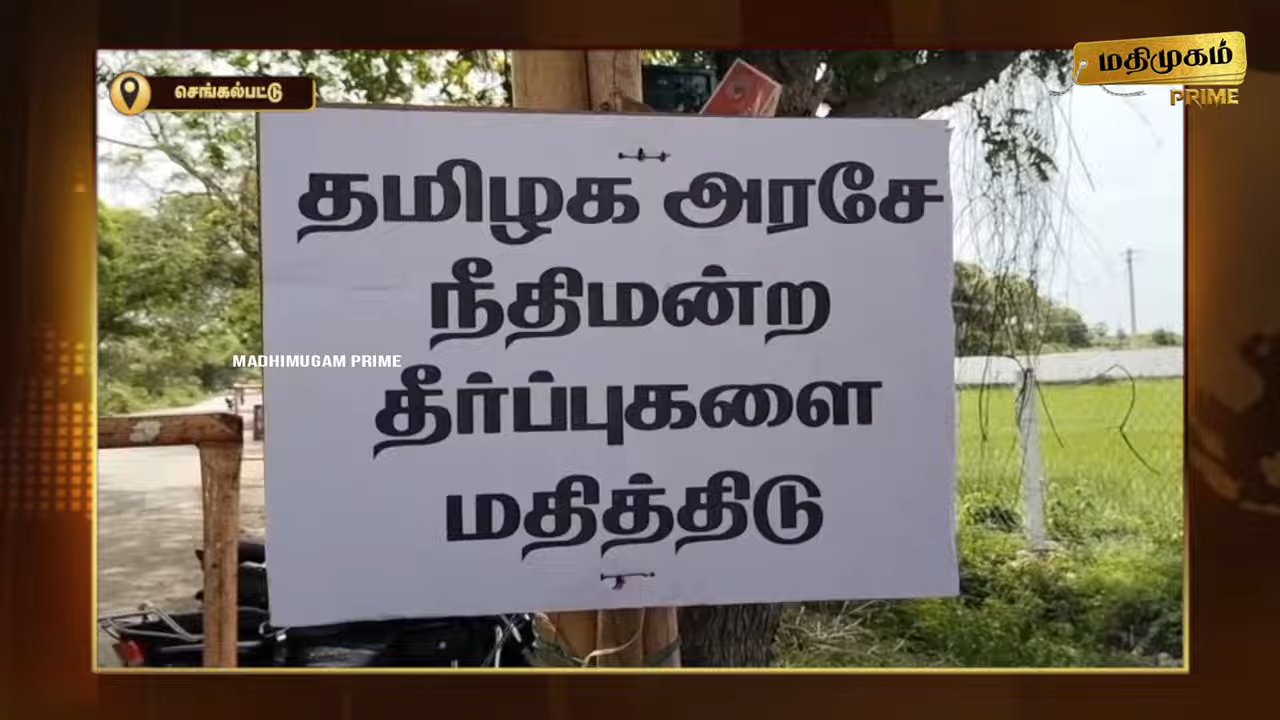 செங்கல்பட்டு
மதிமுகம்
PRIME
தமிழக அரசே
நீதிமன்ற
MADHIMUGAM PRIME
தீர்ப்புகளை
மதித்திடு